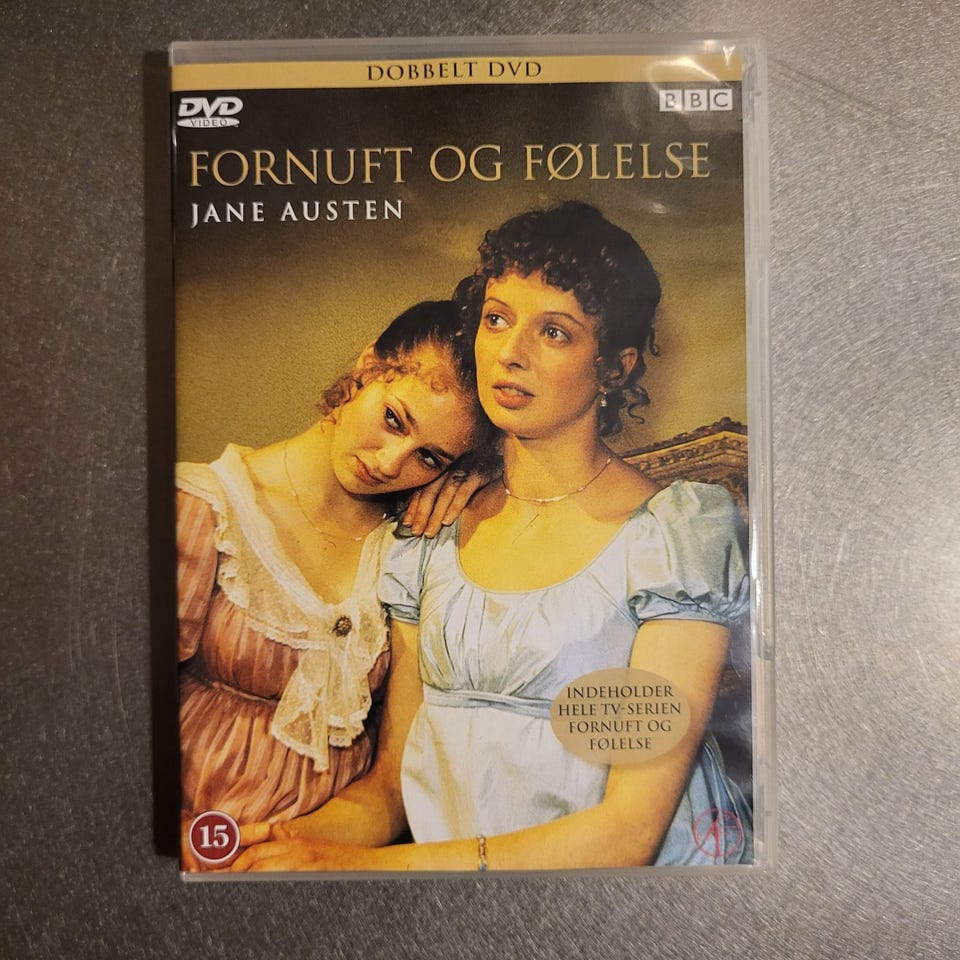 DOBBELT DVD
DVD
VIDEO
BBC
FORNUFT OG FØLELSE
JANE AUSTEN
INDEHOLDER
HELE TV-SERIEN
FORNUFT OG
FØLELSE
15